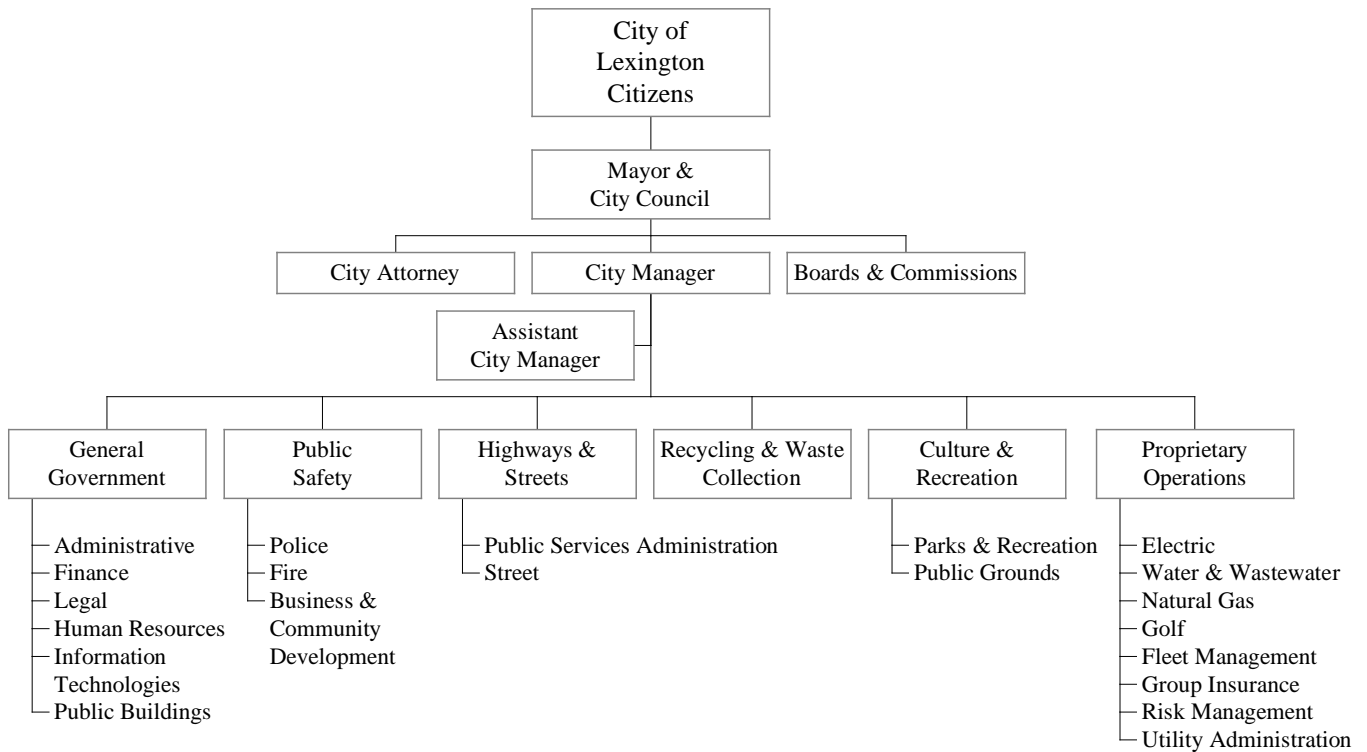 City of
Lexington
Citizens
Mayor &
City Council
City Attorney
City Manager
Boards & Commissions
Assistant
City Manager
General
Government
Public
Safety
Highways &
Streets
Recycling & Waste
Collection
Culture &
Recreation
Proprietary
Operations
Administrative
Finance
Legal
Human Resources
Information
Technologies
Public Buildings
Police
Fire
Business &
Community
Development
Public Services Administration
Street
Parks & Recreation
Public Grounds
Electric
Water & Wastewater
Natural Gas
Golf
Fleet Management
Group Insurance
Risk Management
Utility Administration